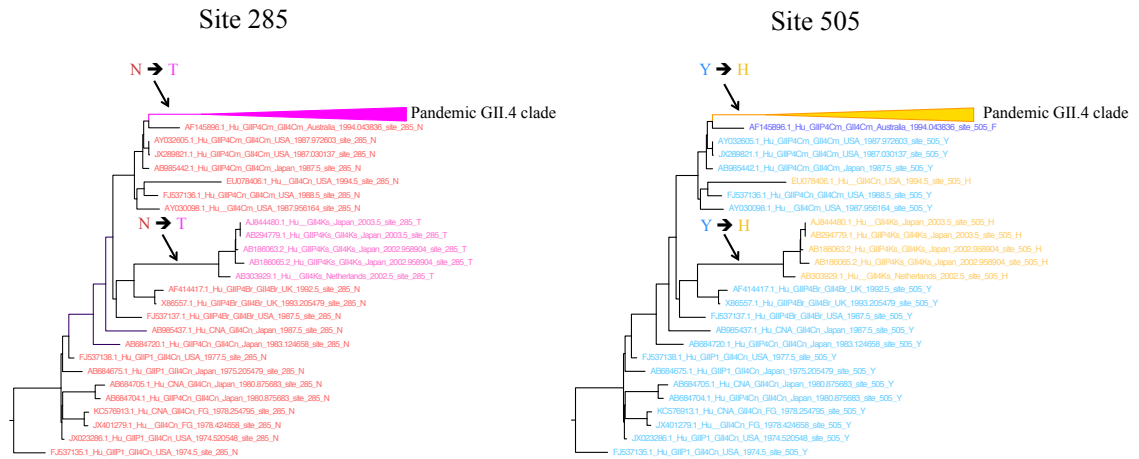 Site 285
N ➔ T
Pandemic GII.4 clade
AF145896.1_Hu_GIIP4Cm_GII4Cm_Australia_1994.043836_site_285_N
AY032605.1_Hu_GIIP4Cm_GII4Cm_USA_1987.972603_site_285_N
JX289821.1_Hu_GIIP4Cm_GII4Cm_USA_1987.030137_site_285_N
AB985442.1_Hu_GIIP4Cm_GII4Cm_Japan_1987.5_site_285_N
EU078406.1_Hu__GII4Cn_USA_1994.5_site_285_N
FJ537136.1_Hu_GIIP4Cn_GII4Cn_USA_1988.5_site_285_N
AY030098.1_Hu__GII4Cm_USA_1987.956164_site_285_N
N ➔ T
AJ844480.1_Hu__GII4Ks_Japan_2003.5_site_285_T
AB294779.1_Hu_GIIP4Ks_GII4Ks_Japan_2003.5_site_285_T
AB186063.2_Hu_GIIP4Ks_GII4Ks_Japan_2002.958904_site_285_T
AB186065.2_Hu_GIIP4Ks_GII4Ks_Japan_2002.958904_site_285_T
AB303929.1_Hu__GII4Ks_Netherlands_2002.5_site_285_T
AF414417.1_Hu_GIIP4Br_GII4Br_UK_1992.5_site_285_N
X86557.1_Hu_GIIP4Br_GII4Br_UK_1993.205479_site_285_N
FJ537137.1_Hu_GIIP4Br_GII4Br_USA_1987.5_site_285_N
AB985437.1_Hu_CNA_GII4Cn_Japan_1987.5_site_285_N
AB684720.1_Hu_GIIP4Cn_GII4Cn_Japan_1983.124658_site_285_N
FJ537138.1_Hu_GIIP1_GII4Cn_USA_1977.5_site_285_N
AB684675.1_Hu_GIIP1_GII4Cn_Japan_1975.205479_site_285_N
AB684705.1_Hu_CNA_GII4Cn_Japan_1980.875683_site_285_N
AB684704.1_Hu_GIIP4Cn_GII4Cn_Japan_1980.875683_site_285_N
KC576913.1_Hu_CNA_GII4Cn_FG_1978.254795_site_285_N
JX401279.1_Hu__GII4Cn_FG_1978.424658_site_285_N
JX023286.1_Hu_GIIP1_GII4Cn_USA_1974.520548_site_285_N
FJ537135.1_Hu_GIIP1_GII4Cn_USA_1974.5_site_285_N
Site 505
Y ➔ H
Pandemic GII.4 clade
AF145896.1_Hu_GIIP4Cm_GII4Cm_Australia_1994.043836_site_505_F
AY032605.1_Hu_GIIP4Cm_GII4Cm_USA_1987.972603_site_505_Y
JX289821.1_Hu_GIIP4Cm_GII4Cm_USA_1987.030137_site_505_Y
AB985442.1_Hu_GIIP4Cm_GII4Cm_Japan_1987.5_site_505_Y
EU078406.1_Hu__GII4Cn_USA_1994.5_site_505_H
FJ537136.1_Hu_GIIP4Cn_GII4Cn_USA_1988.5_site_505_Y
AY030098.1_Hu__GII4Cm_USA_1987.956164_site_505_Y
Y ➔ H
AJ844480.1_Hu__GII4Ks_Japan_2003.5_site_505_H
AB294779.1_Hu_GIIP4Ks_GII4Ks_Japan_2003.5_site_505_H
AB186063.2_Hu_GIIP4Ks_GII4Ks_Japan_2002.958904_site_505_H
AB186065.2_Hu_GIIP4Ks_GII4Ks_Japan_2002.958904_site_505_H
AB303929.1_Hu__GII4Ks_Netherlands_2002.5_site_505_H
AF414417.1_Hu_GIIP4Br_GII4Br_UK_1992.5_site_505_Y
X86557.1_Hu_GIIP4Br_GII4Br_UK_1993.205479_site_505_Y
FJ537137.1_Hu_GIIP4Br_GII4Br_USA_1987.5_site_505_Y
AB985437.1_Hu_CNA_GII4Cn_Japan_1987.5_site_505_Y
AB684720.1_Hu_GIIP4Cn_GII4Cn_Japan_1983.124658_site_505_Y
FJ537138.1_Hu_GIIP1_GII4Cn_USA_1977.5_site_505_Y
AB684675.1_Hu_GIIP1_GII4Cn_Japan_1975.205479_site_505_Y
AB684705.1_Hu_CNA_GII4Cn_Japan_1980.875683_site_505_Y
AB684704.1_Hu_GIIP4Cn_GII4Cn_Japan_1980.875683_site_505_Y
KC576913.1_Hu_CNA_GII4Cn_FG_1978.254795_site_505_Y
JX401279.1_Hu__GII4Cn_FG_1978.424658_site_505_Y
JX023286.1_Hu_GIIP1_GII4Cn_USA_1974.520548_site_505_Y
FJ537135.1_Hu_GIIP1_GII4Cn_USA_1974.5_site_505_Y